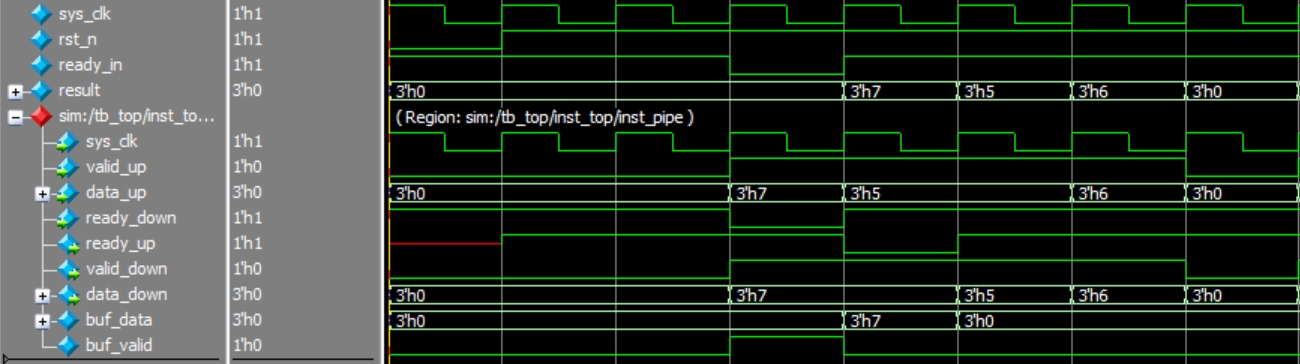 sys_clk 1'h1
rst_n 1'h1
ready_in 1'h1
result 3'h0 3'h0 3'h7 3'h5 3'h6 3'h0
sim:/tb_top/inst_to... ( Region: sim:/tb_top/inst_top/inst_pipe )
sys_clk 1'h1
valid_up 1'h0
data_up 3'h0 3'h0 3'h7 3'h5 3'h6 3'h0
ready_down 1'h1
ready_up 1'h1
valid_down 1'h0
data_down 3'h0 3'h0 3'h7 3'h5 3'h6 3'h0
buf_data 3'h0 3'h0 3'h7 3'h0
buf_valid 1'h0